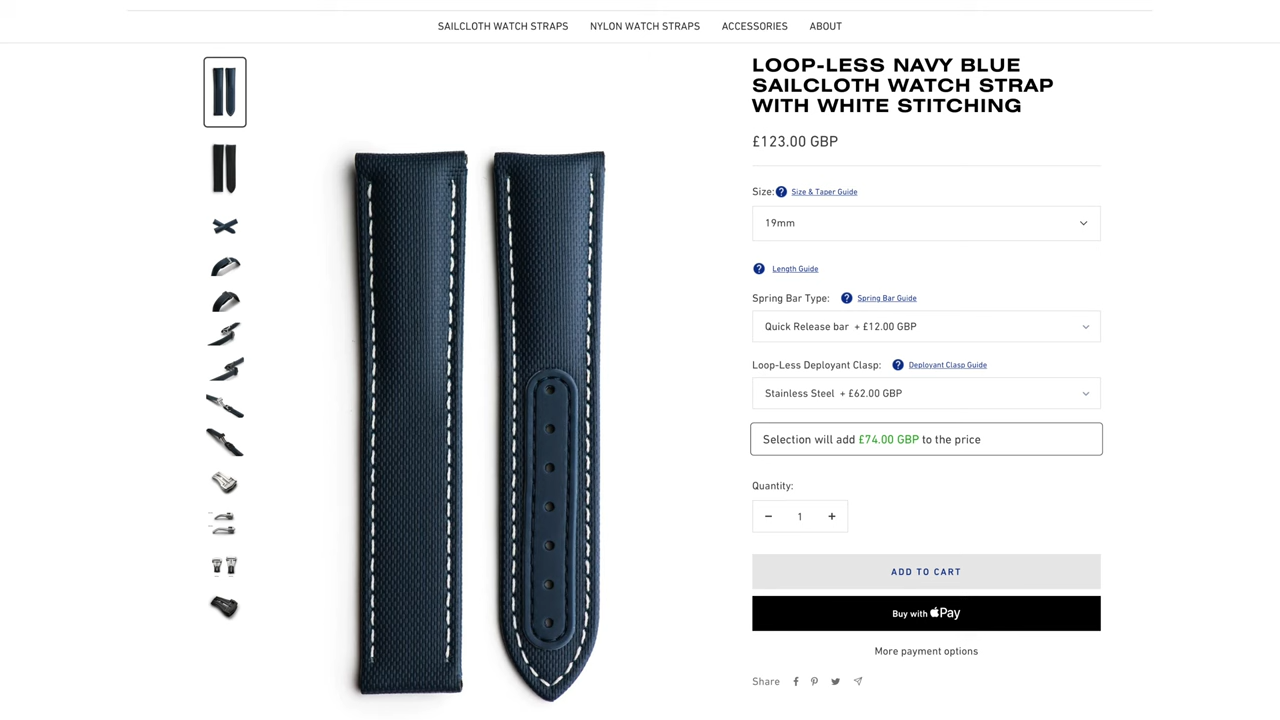 SAILCLOTH WATCH STRAPS NYLON WATCH STRAPS ACCESSORIES ABOUT
LOOP-LESS NAVY BLUE
SAILCLOTH WATCH STRAP
WITH WHITE STITCHING
£123.00 GBP
Size: ? Size & Taper Guide
19mm
? Length Guide
Spring Bar Type: ? Spring Bar Guide
Quick Release bar + £12.00 GBP
Loop-Less Deployant Clasp: ? Deployant Clasp Guide
Stainless Steel + £62.00 GBP
Selection will add £74.00 GBP to the price
Quantity:
− 1 +
ADD TO CART
Buy with Pay
More payment options
Share